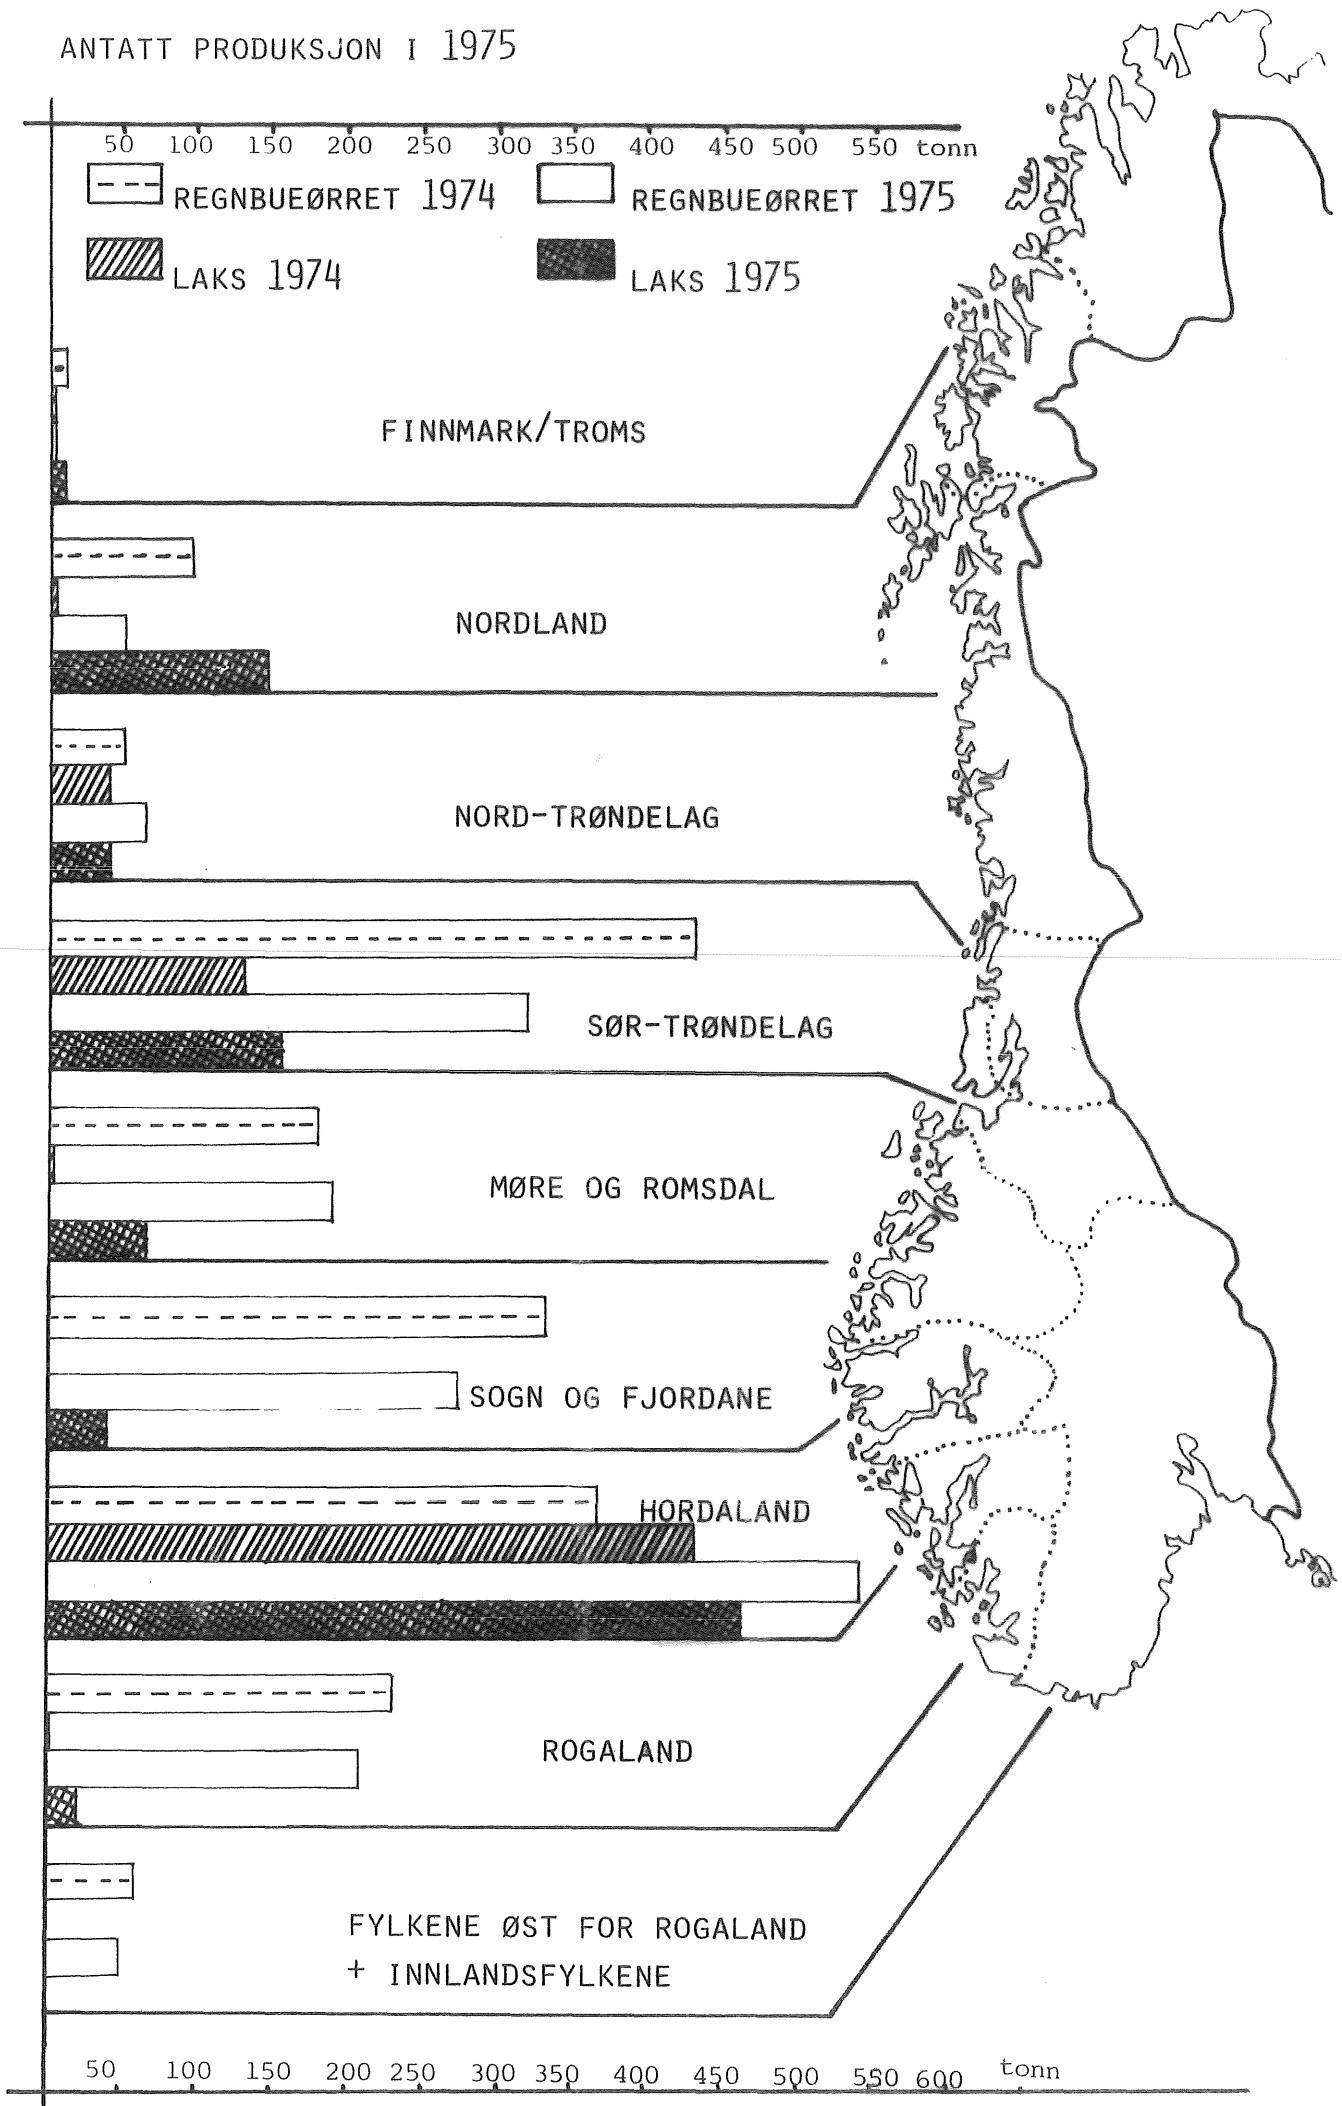 ANTATT PRODUKSJON I 1975
50 100 150 200 250 300 350 400 450 500 550 tonn
REGNBUEØRRET 1974 REGNBUEØRRET 1975
LAKS 1974 LAKS 1975
FINNMARK/TROMS
NORDLAND
NORD-TRØNDELAG
SØR-TRØNDELAG
MØRE OG ROMSDAL
SOGN OG FJORDANE
HORDALAND
ROGALAND
FYLKENE ØST FOR ROGALAND
+ INNLANDSFYLKENE
50 100 150 200 250 300 350 400 450 500 550 600 tonn